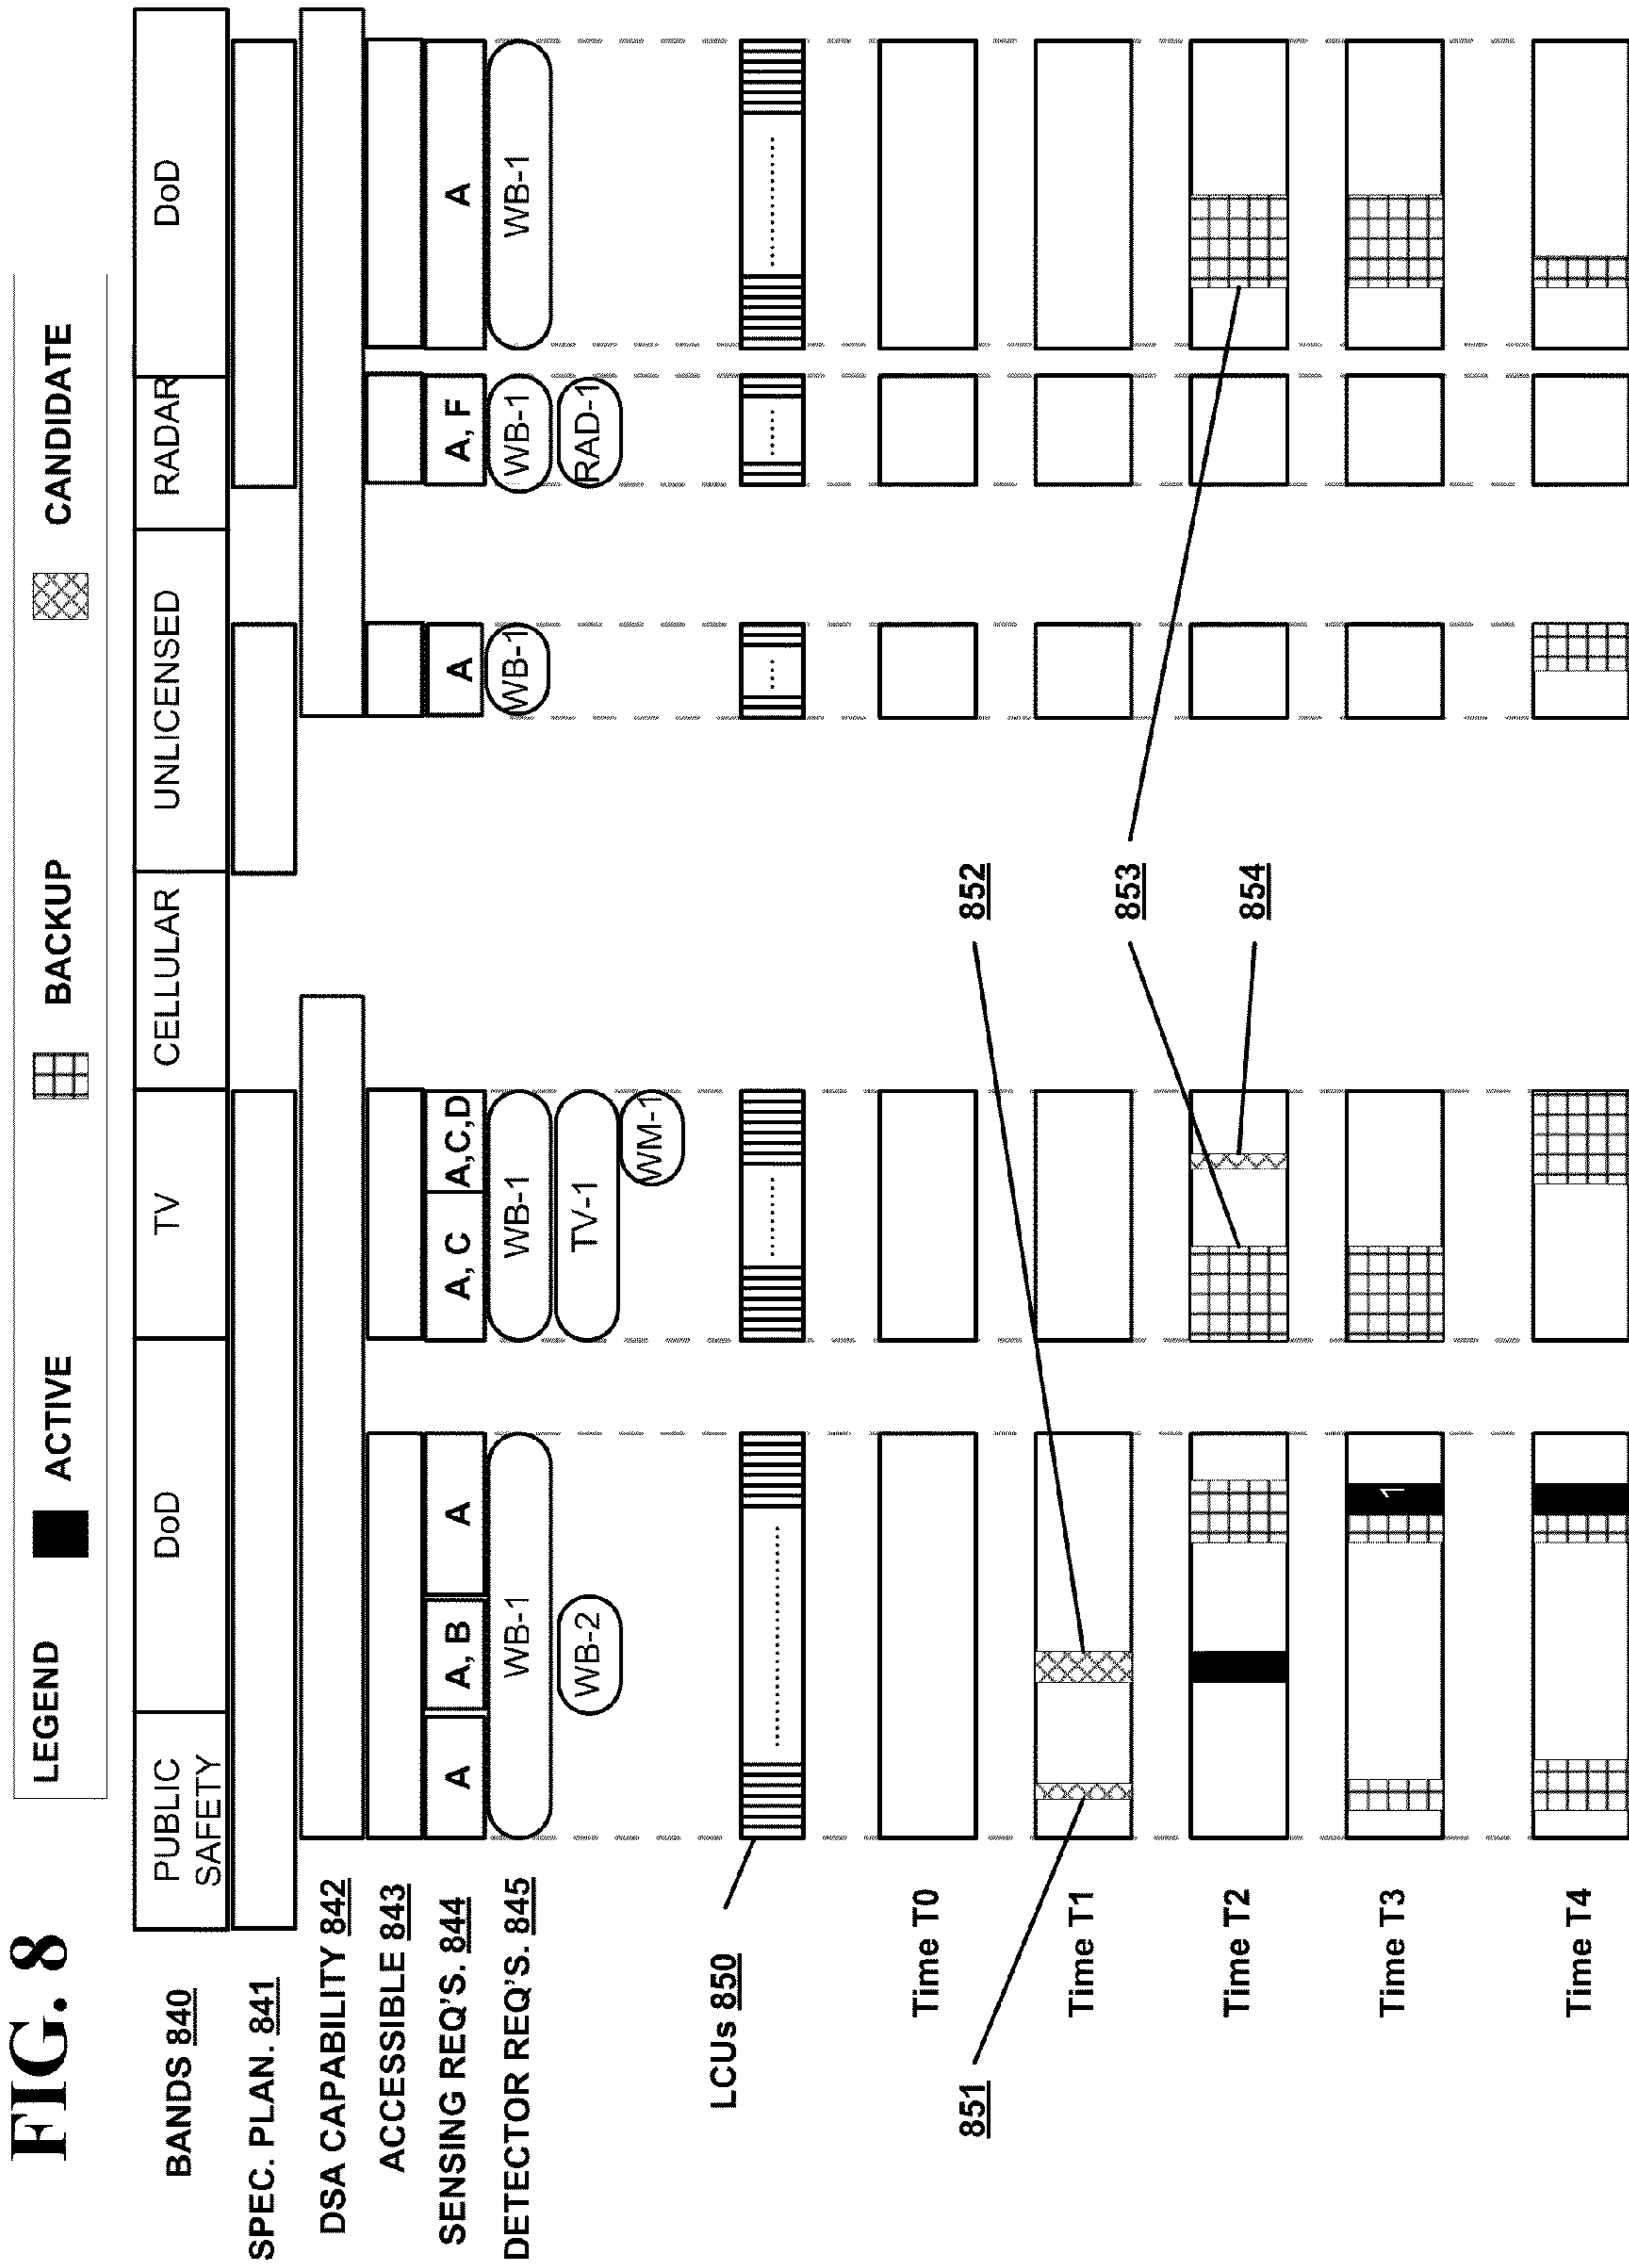 FIG. 8
LEGEND ACTIVE BACKUP CANDIDATE
BANDS 840 PUBLIC SAFETY DoD TV CELLULAR UNLICENSED RADAR DoD
SPEC. PLAN. 841
DSA CAPABILITY 842
ACCESSIBLE 843
SENSING REQ'S. 844 A A, B A A, C A,C,D A A, F A
DETECTOR REQ'S. 845 WB-1 WB-1 WB-1 WB-1 WB-1
WB-2 TV-1 RAD-1
WM-1
LCUs 850
851 852
Time T0
Time T1
853
Time T2
854
Time T3 1
Time T4